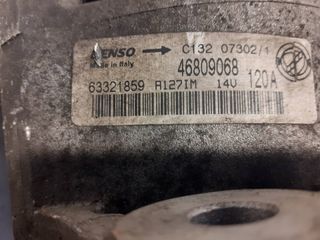 DENSO → C132 07302/1
Made in Italy
46809068
63321859 A127IM 14V 120A